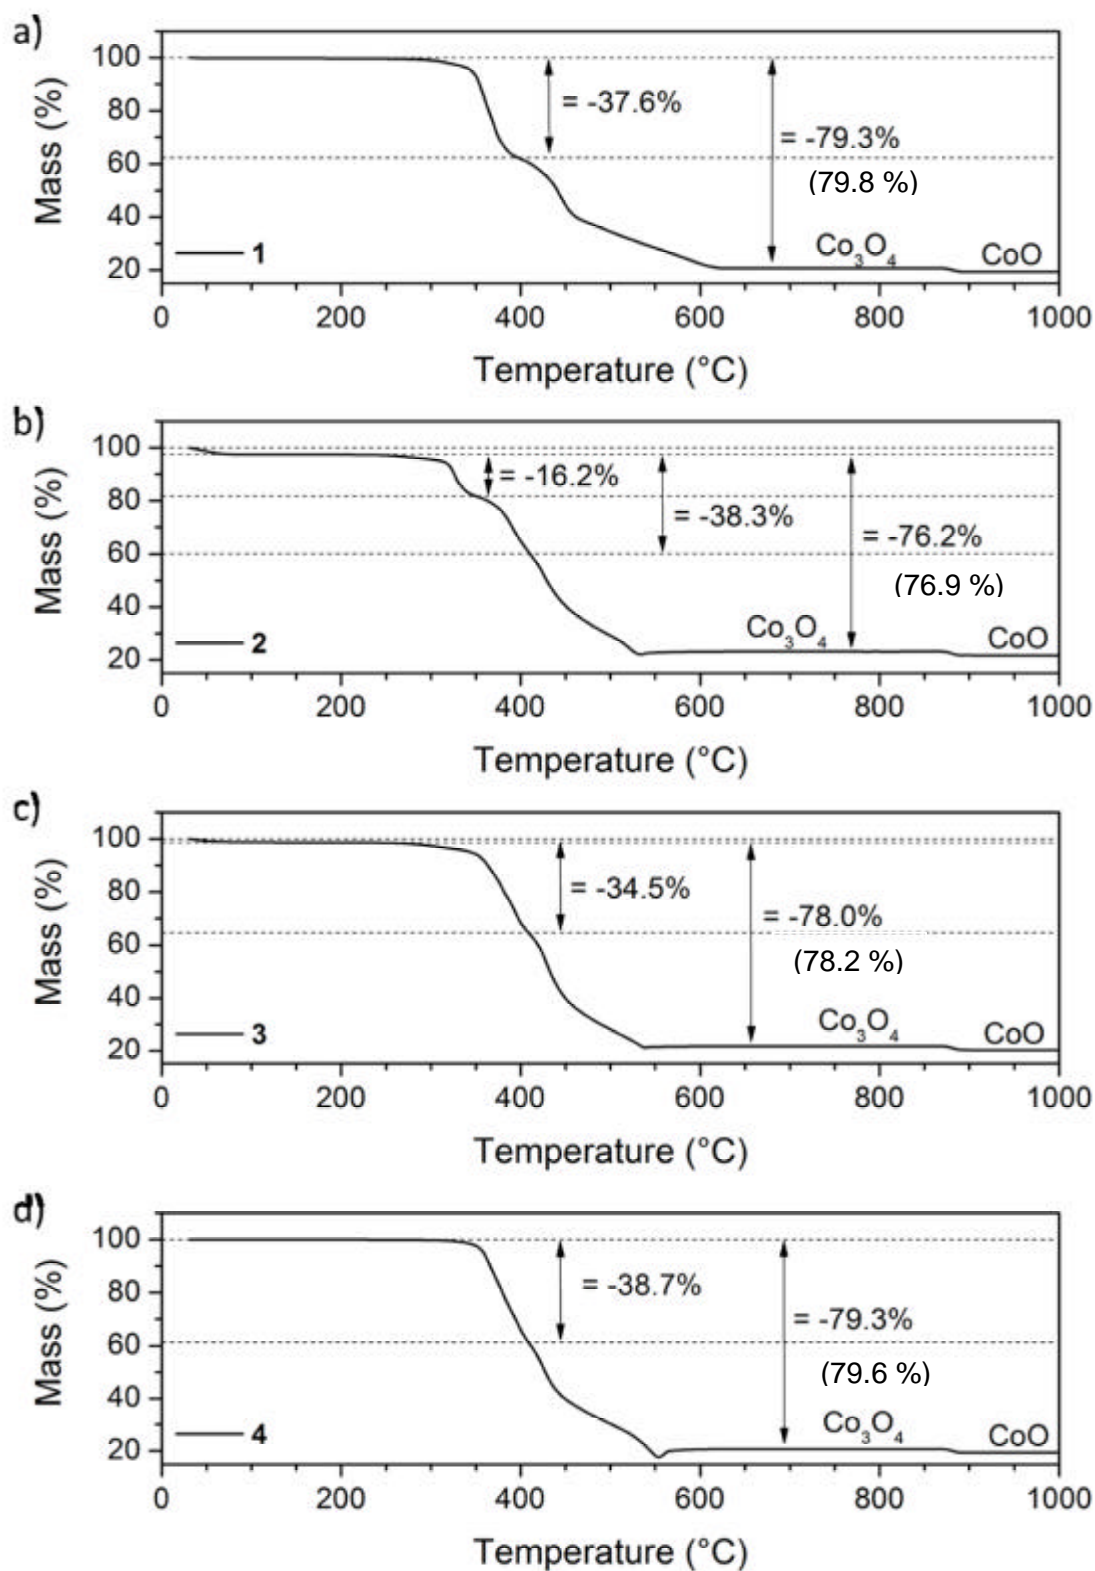 a)
Mass (%)
100
80
60
40
20
= -37.6%
= -79.3%
(79.8 %)
1
Co₃O₄
CoO
0 200 400 600 800 1000
Temperature (°C)
b)
Mass (%)
100
80
60
40
20
= -16.2%
= -38.3%
= -76.2%
(76.9 %)
2
Co₃O₄
CoO
0 200 400 600 800 1000
Temperature (°C)
c)
Mass (%)
100
80
60
40
20
= -34.5%
= -78.0%
(78.2 %)
3
Co₃O₄
CoO
0 200 400 600 800 1000
Temperature (°C)
d)
Mass (%)
100
80
60
40
20
= -38.7%
= -79.3%
(79.6 %)
4
Co₃O₄
CoO
0 200 400 600 800 1000
Temperature (°C)